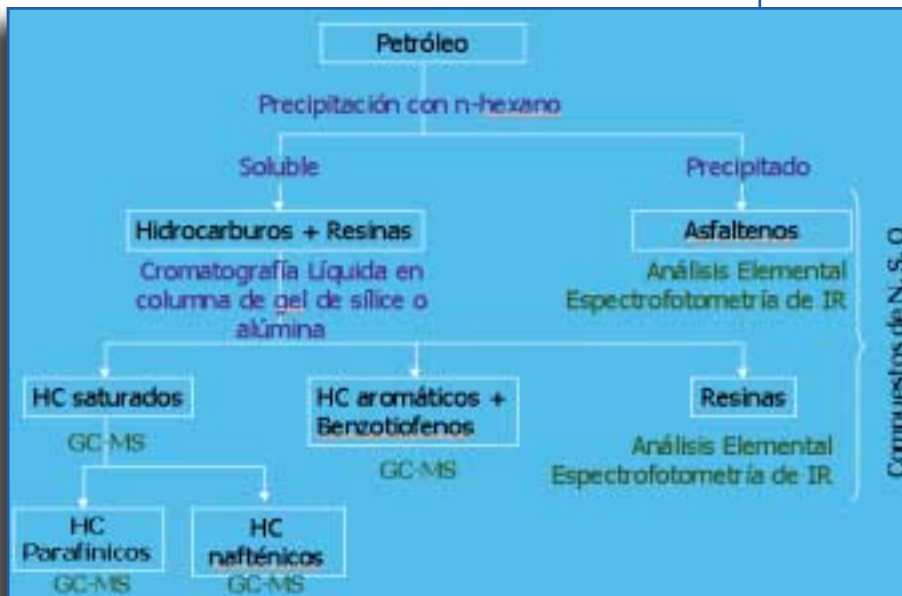 Petróleo
Precipitación con n-hexano
Soluble
Precipitado
Hidrocarburos + Resinas
Asfaltenos
Cromatografía Líquida en
columna de gel de sílice o
alúmina
Análisis Elemental
Espectrofotometría de IR
HC saturados
GC-MS
HC aromáticos +
Benzotiofenos
GC-MS
Resinas
Análisis Elemental
Espectrofotometría de IR
Compuestos de N, S, O
HC
Parafínicos
GC-MS
HC
nafténicos
GC-MS